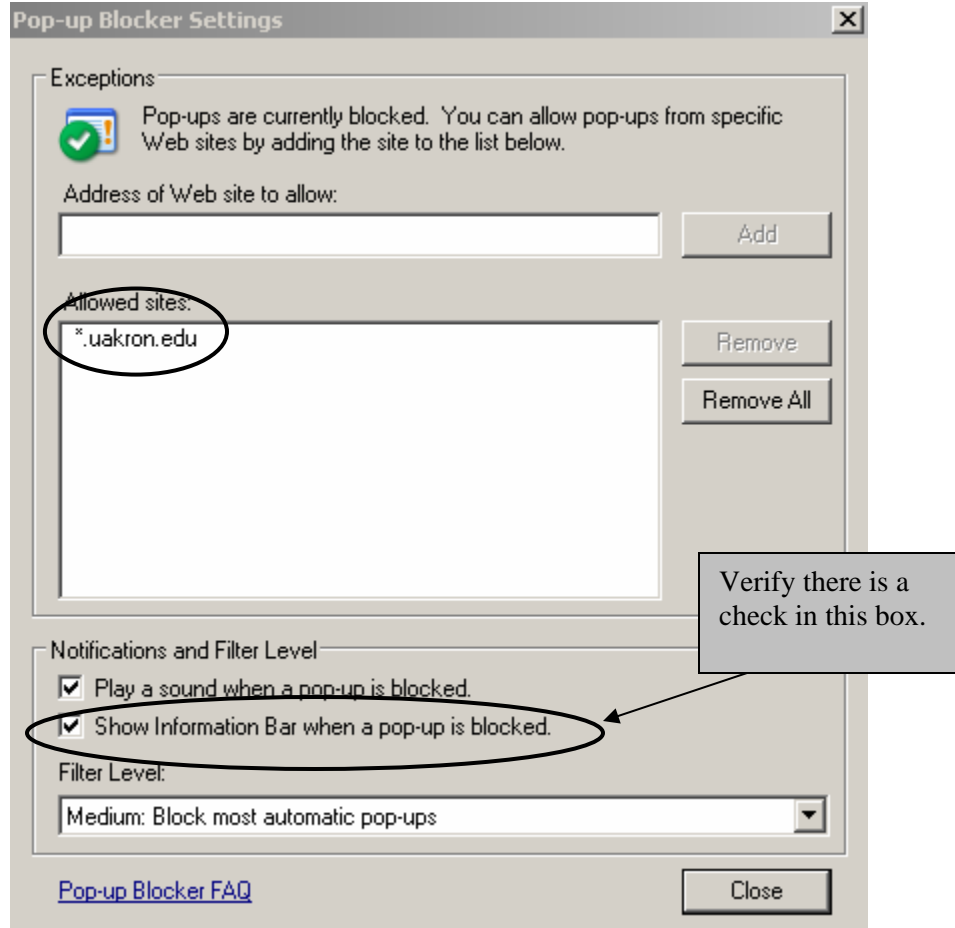 Pop-up Blocker Settings
Exceptions
Pop-ups are currently blocked. You can allow pop-ups from specific
Web sites by adding the site to the list below.
Address of Web site to allow:
Add
Allowed sites:
*.uakron.edu
Remove
Remove All
Verify there is a
check in this box.
Notifications and Filter Level
Play a sound when a pop-up is blocked.
Show Information Bar when a pop-up is blocked.
Filter Level:
Medium: Block most automatic pop-ups
Pop-up Blocker FAQ
Close